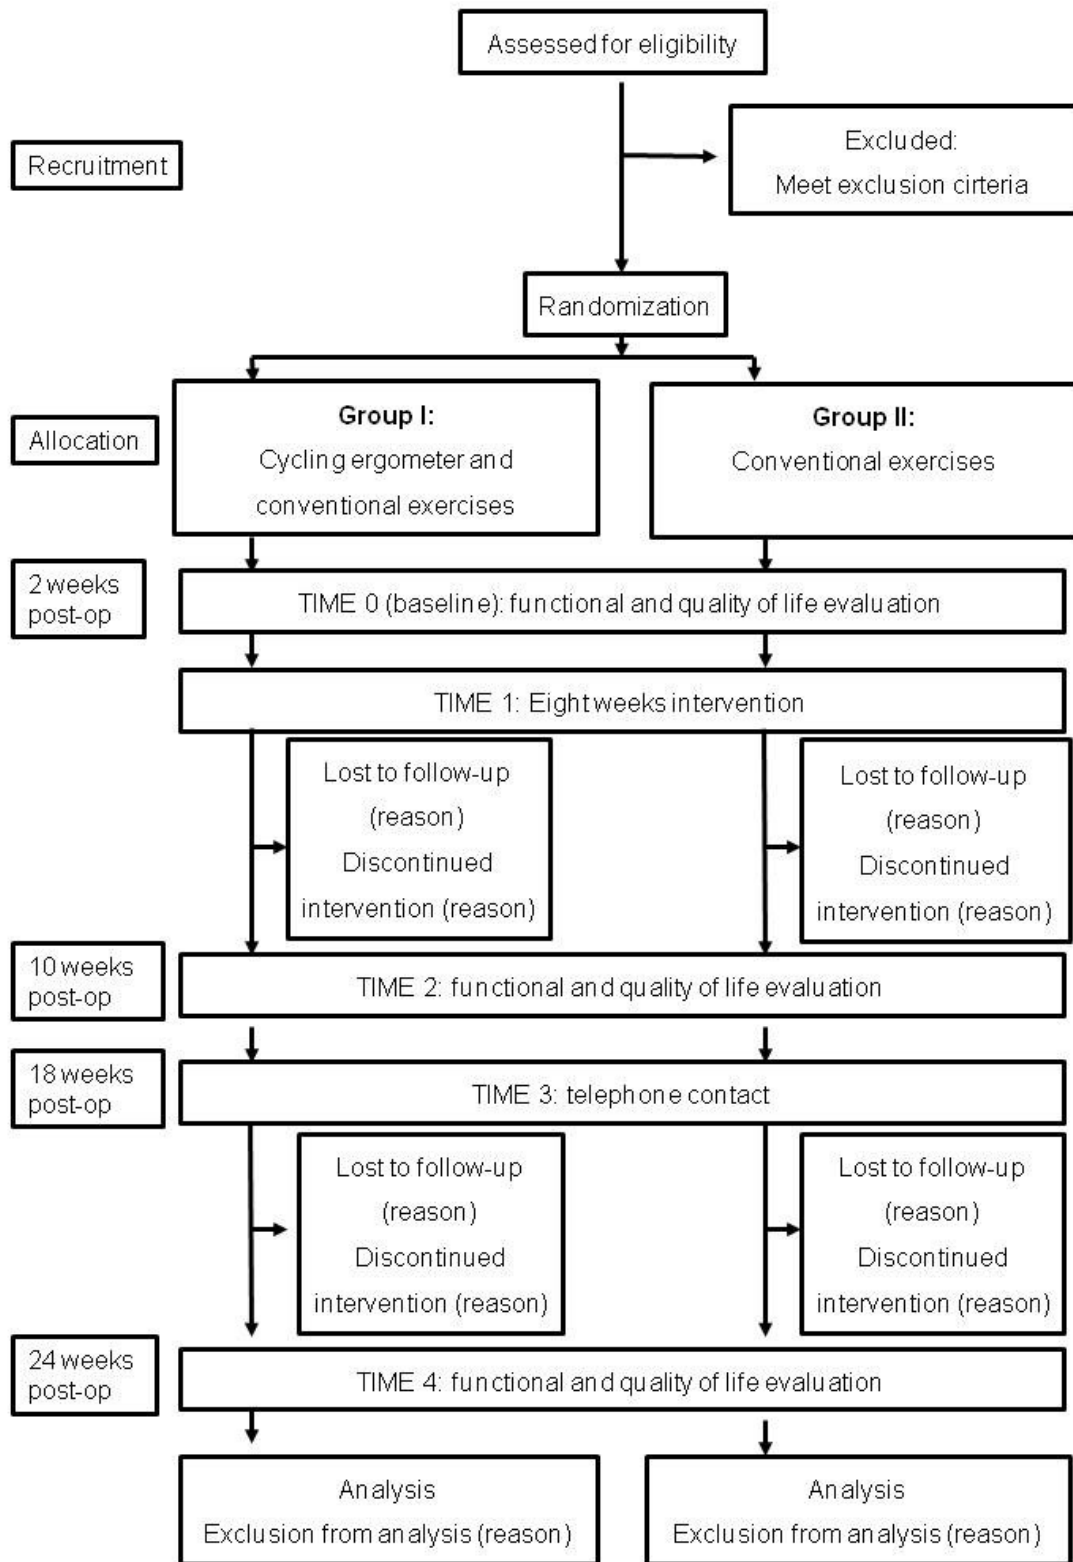 Assessed for eligibility
Recruitment
Excluded:
Meet exclusion cirteria
Randomization
Allocation
Group I:
Cycling ergometer and
conventional exercises
Group II:
Conventional exercises
2 weeks
post-op
TIME 0 (baseline): functional and quality of life evaluation
TIME 1: Eight weeks intervention
Lost to follow-up
(reason)
Discontinued
intervention (reason)
Lost to follow-up
(reason)
Discontinued
intervention (reason)
10 weeks
post-op
TIME 2: functional and quality of life evaluation
18 weeks
post-op
TIME 3: telephone contact
Lost to follow-up
(reason)
Discontinued
intervention (reason)
Lost to follow-up
(reason)
Discontinued
intervention (reason)
24 weeks
post-op
TIME 4: functional and quality of life evaluation
Analysis
Exclusion from analysis (reason)
Analysis
Exclusion from analysis (reason)